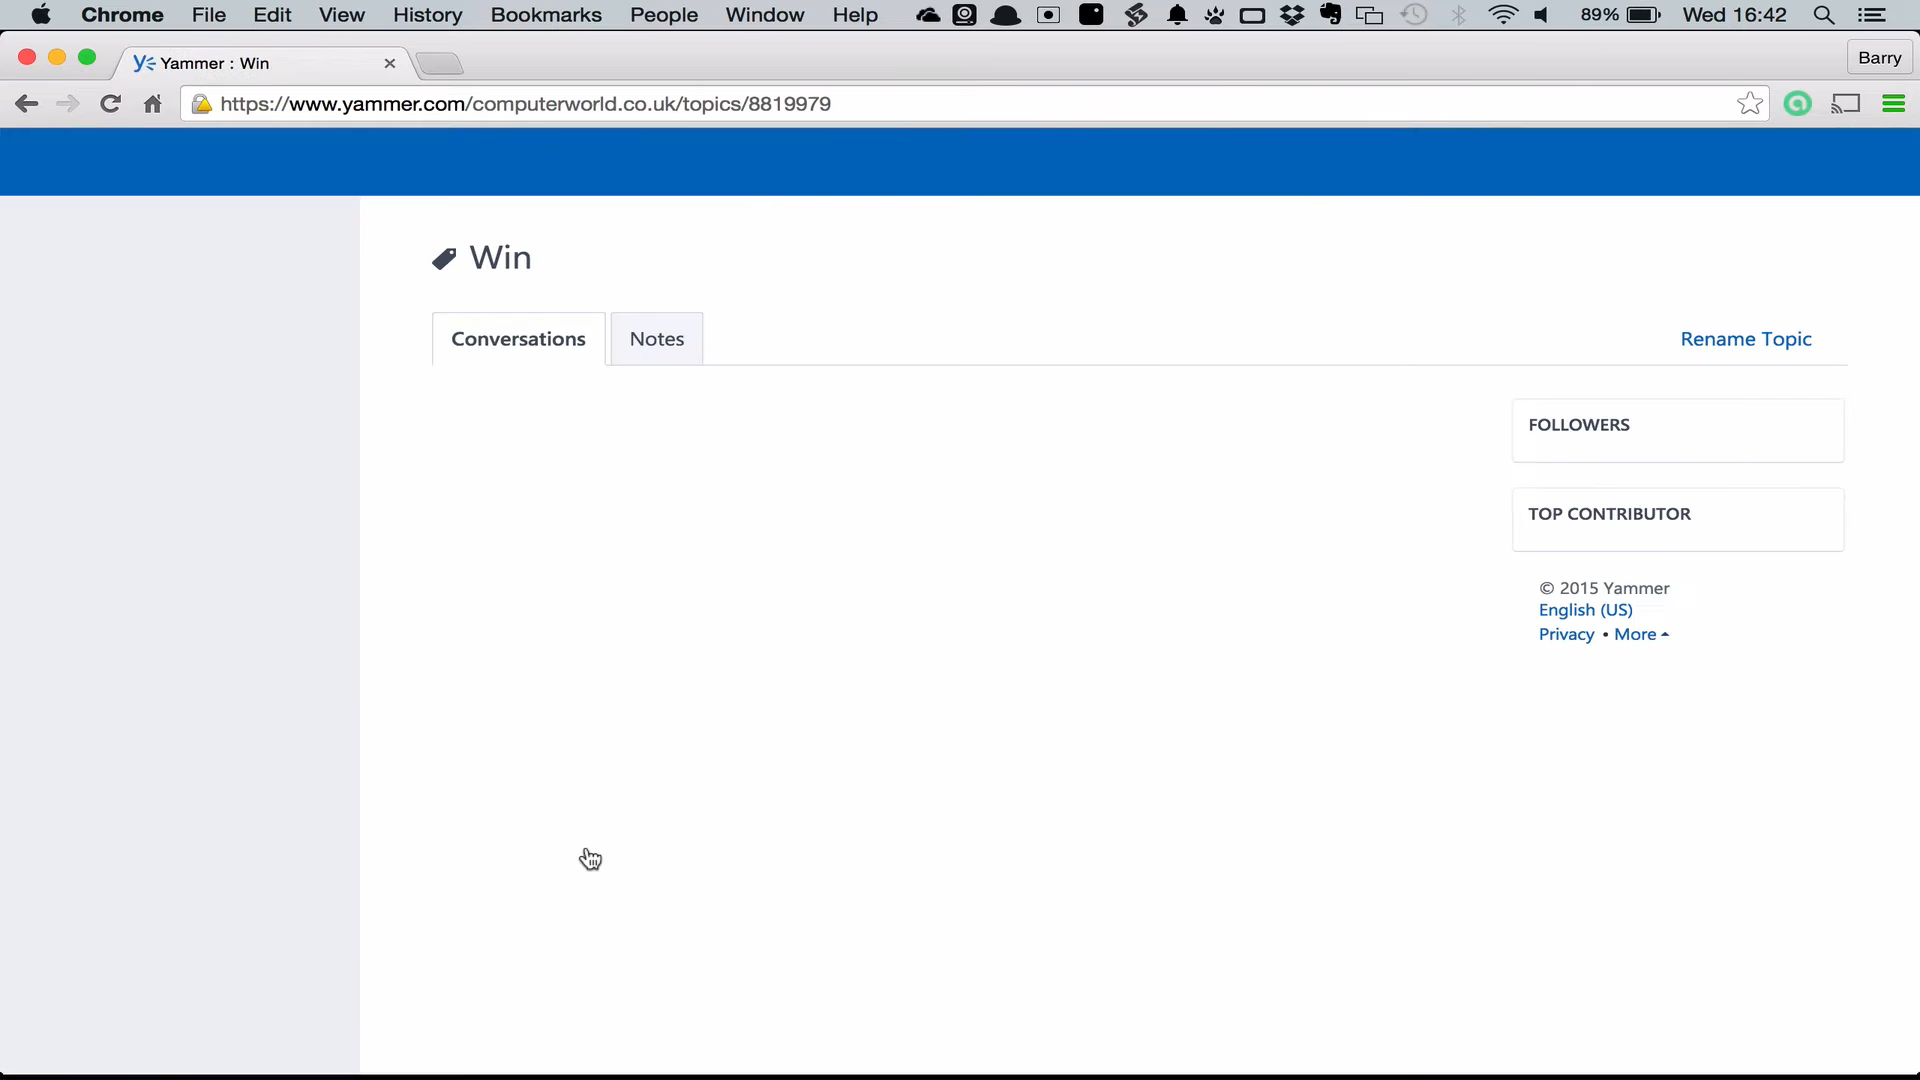 Chrome File Edit View History Bookmarks People Window Help 89% Wed 16:42
Yammer : Win
Barry
https://www.yammer.com/computerworld.co.uk/topics/8819979
Win
Conversations Notes Rename Topic
FOLLOWERS
TOP CONTRIBUTOR
© 2015 Yammer
English (US)
Privacy • More